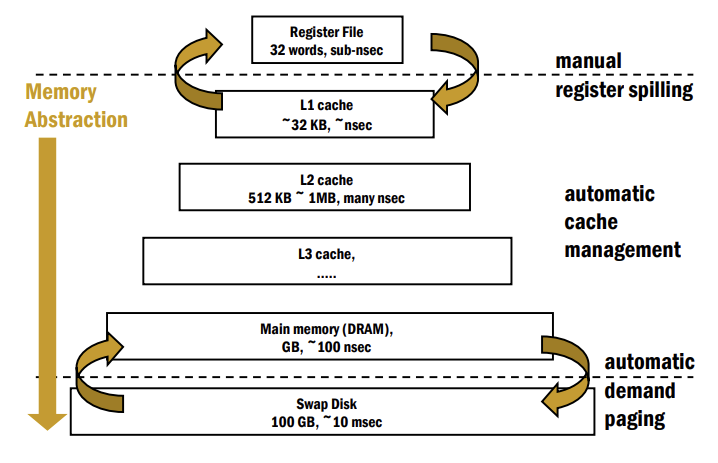 Register File
32 words, sub-nsec
manual
register spilling
Memory
Abstraction
L1 cache
~32 KB, ~nsec
L2 cache
512 KB ~ 1MB, many nsec
automatic
cache
management
L3 cache,
.....
Main memory (DRAM),
GB, ~100 nsec
automatic
demand
paging
Swap Disk
100 GB, ~10 msec